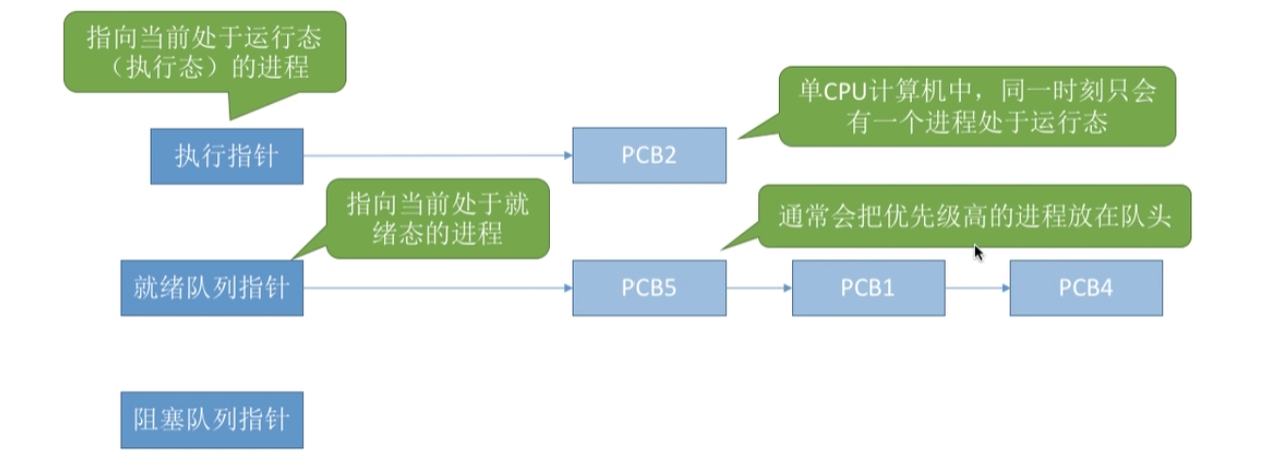 指向当前处于运行态
（执行态）的进程
单CPU计算机中，同一时刻只会
有一个进程处于运行态
执行指针
PCB2
指向当前处于就
绪态的进程
通常会把优先级高的进程放在队头
就绪队列指针
PCB5
PCB1
PCB4
阻塞队列指针